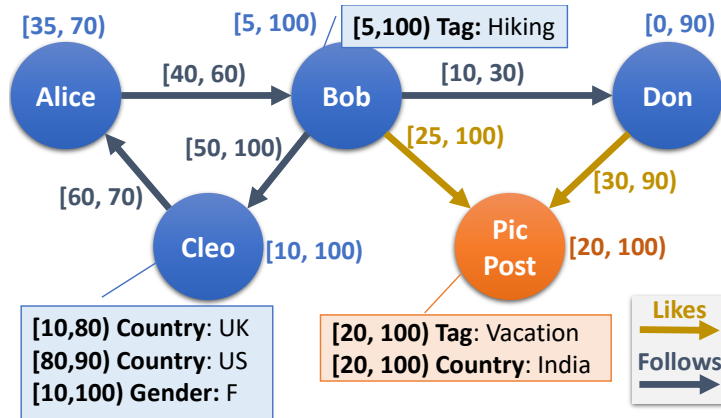 [35, 70)
[5, 100)
[5,100) Tag: Hiking
[0, 90)
Alice
[40, 60)
Bob
[10, 30)
Don
[50, 100)
[25, 100)
[60, 70)
[30, 90)
Cleo
[10, 100)
Pic
Post
[20, 100)
[10,80) Country: UK
[80,90) Country: US
[10,100) Gender: F
[20, 100) Tag: Vacation
[20, 100) Country: India
Likes
Follows